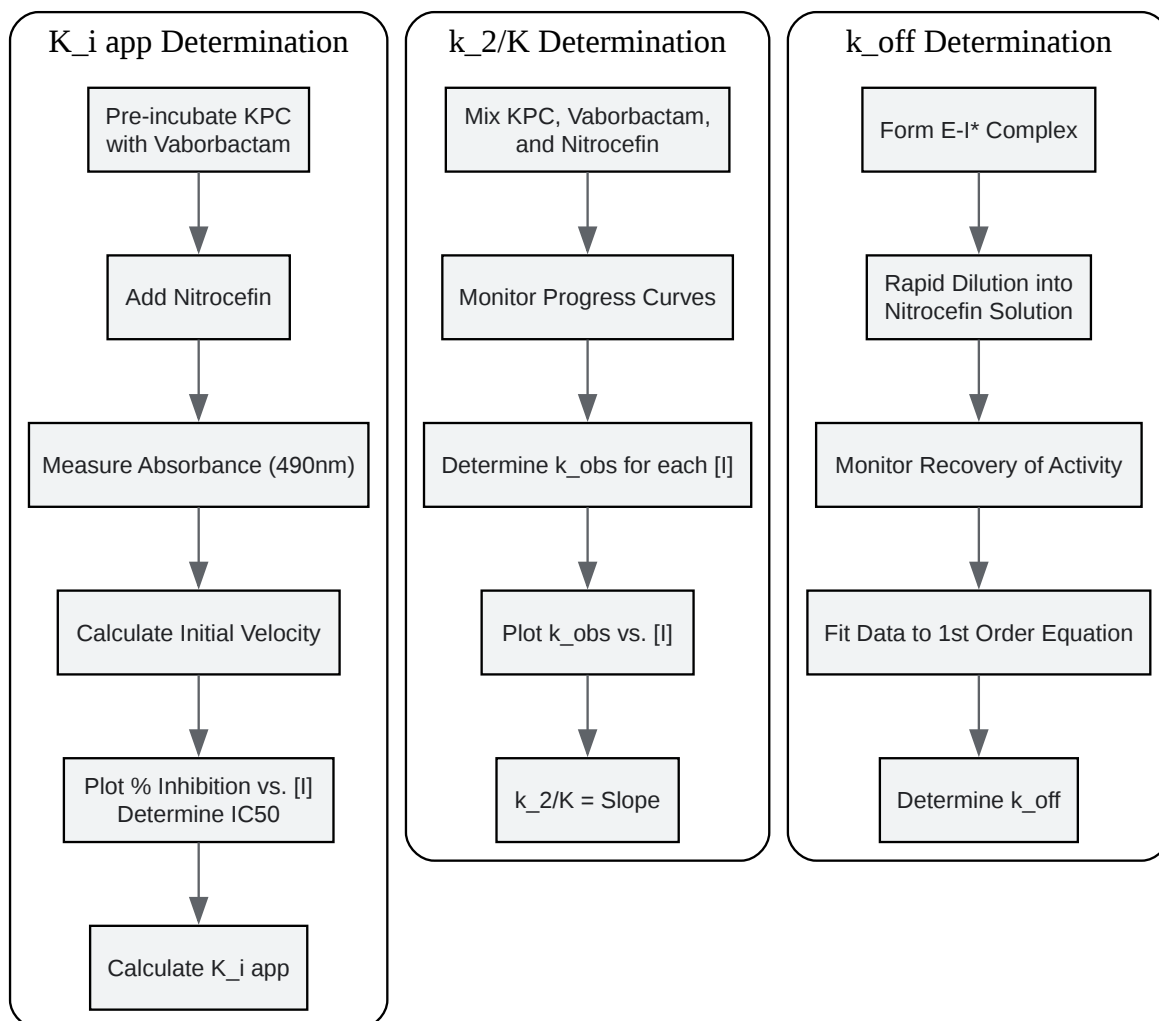 K_i app Determination
Pre-incubate KPC
with Vaborbactam
Add Nitrocefin
Measure Absorbance (490nm)
Calculate Initial Velocity
Plot % Inhibition vs. [I]
Determine IC50
Calculate K_i app
k_2/K Determination
Mix KPC, Vaborbactam,
and Nitrocefin
Monitor Progress Curves
Determine k_obs for each [I]
Plot k_obs vs. [I]
k_2/K = Slope
k_off Determination
Form E-I* Complex
Rapid Dilution into
Nitrocefin Solution
Monitor Recovery of Activity
Fit Data to 1st Order Equation
Determine k_off